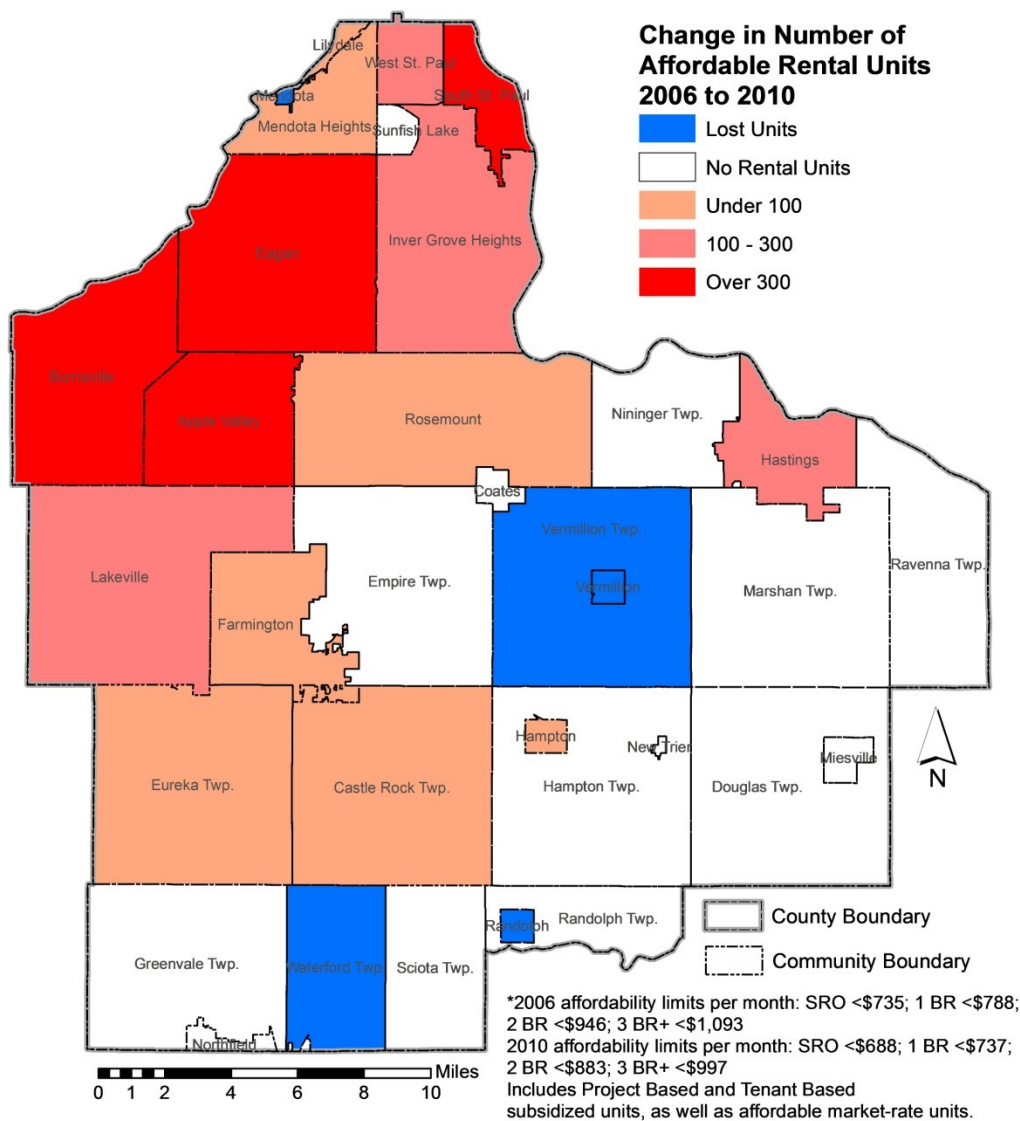 Change in Number of
Affordable Rental Units
2006 to 2010
Lost Units
No Rental Units
Under 100
100 - 300
Over 300
Lilydale
West St. Paul
Mendota
South St. Paul
Mendota Heights
Sunfish Lake
Eagan
Inver Grove Heights
Burnsville
Apple Valley
Rosemount
Nininger Twp.
Hastings
Coates
Vermillion Twp.
Ravenna Twp.
Lakeville
Empire Twp.
Vermillion
Marshan Twp.
Farmington
Hampton
New Trier
Miesville
Eureka Twp.
Castle Rock Twp.
Hampton Twp.
Douglas Twp.
N
Randolph
Randolph Twp.
Greenvale Twp.
Waterford Twp.
Sciota Twp.
Northfield
County Boundary
Community Boundary
Miles
0 1 2 4 6 8 10
*2006 affordability limits per month: SRO <$735; 1 BR <$788;
2 BR <$946; 3 BR+ <$1,093
2010 affordability limits per month: SRO <$688; 1 BR <$737;
2 BR <$883; 3 BR+ <$997
Includes Project Based and Tenant Based
subsidized units, as well as affordable market-rate units.